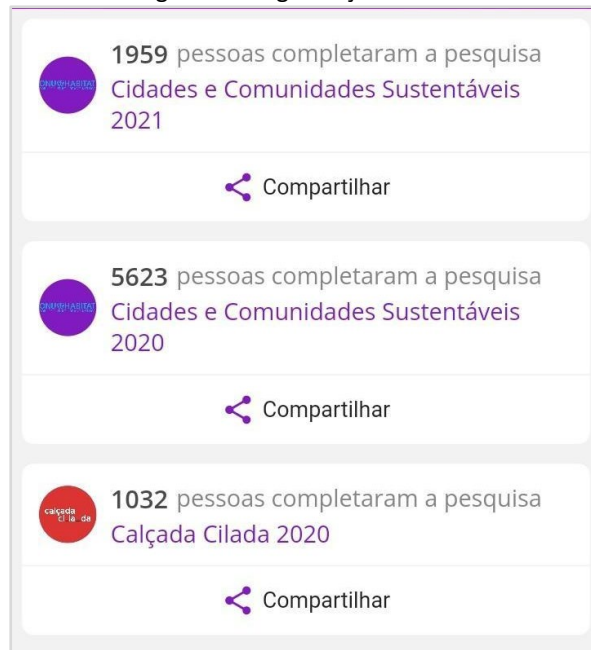 1959 pessoas completaram a pesquisa
Cidades e Comunidades Sustentáveis
2021
Compartilhar
5623 pessoas completaram a pesquisa
Cidades e Comunidades Sustentáveis
2020
Compartilhar
calçada
cilada
1032 pessoas completaram a pesquisa
Calçada Cilada 2020
Compartilhar